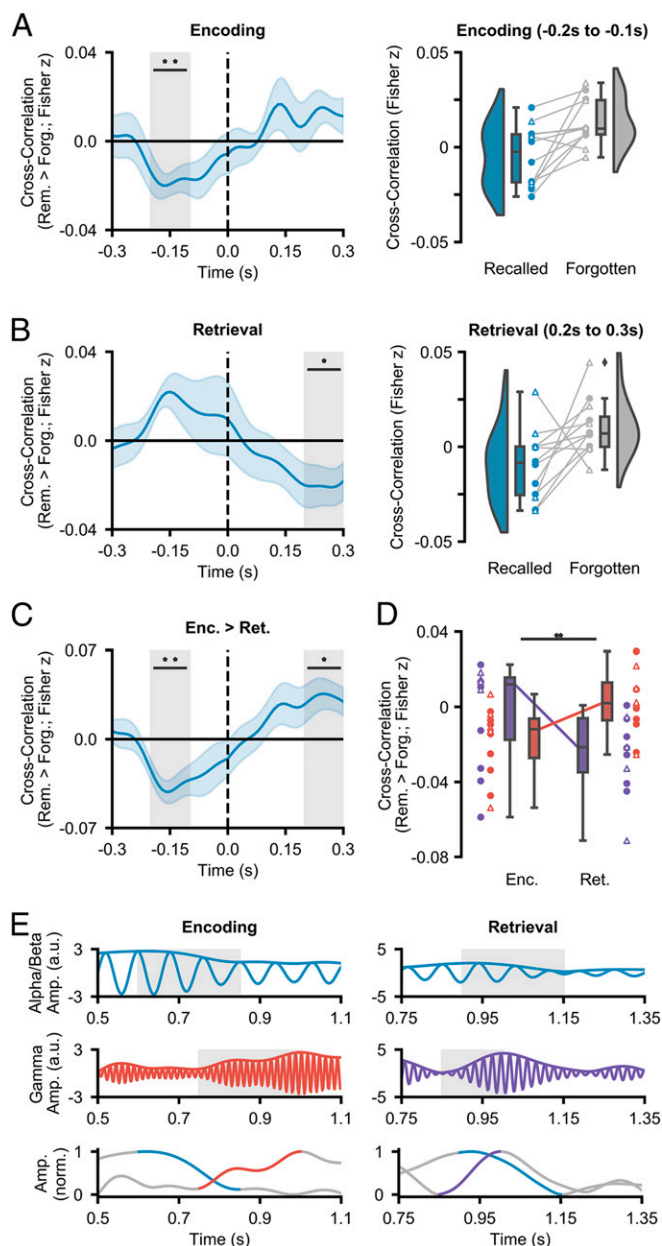 A
Encoding
Cross-Correlation
(Rem. > Forg.; Fisher z)
0.04
0.0
-0.04
**
-0.3 -0.15 0.0 0.15 0.3
Time (s)
Encoding (-0.2s to -0.1s)
Cross-Correlation (Fisher z)
0.05
0
-0.05
Recalled Forgotten
B
Retrieval
Cross-Correlation
(Rem. > Forg.; Fisher z)
0.04
0.0
-0.04
*
-0.3 -0.15 0.0 0.15 0.3
Time (s)
Retrieval (0.2s to 0.3s)
Cross-Correlation (Fisher z)
0.05
0
-0.05
Recalled Forgotten
C
Enc. > Ret.
Cross-Correlation
(Rem. > Forg.; Fisher z)
0.07
0.0
-0.07
**
*
-0.3 -0.15 0.0 0.15 0.3
Time (s)
D
Cross-Correlation
(Rem. > Forg.; Fisher z)
0.04
0
-0.04
-0.08
**
Enc. Ret.
E
Encoding
Alpha/Beta
Amp. (a.u.)
3
-3
0.5 0.7 0.9 1.1
Gamma
Amp. (a.u.)
3
-3
0.5 0.7 0.9 1.1
Amp.
(norm.)
1
0
0.5 0.7 0.9 1.1
Time (s)
Retrieval
5
-5
0.75 0.95 1.15 1.35
5
-5
0.75 0.95 1.15 1.35
1
0
0.75 0.95 1.15 1.35
Time (s)